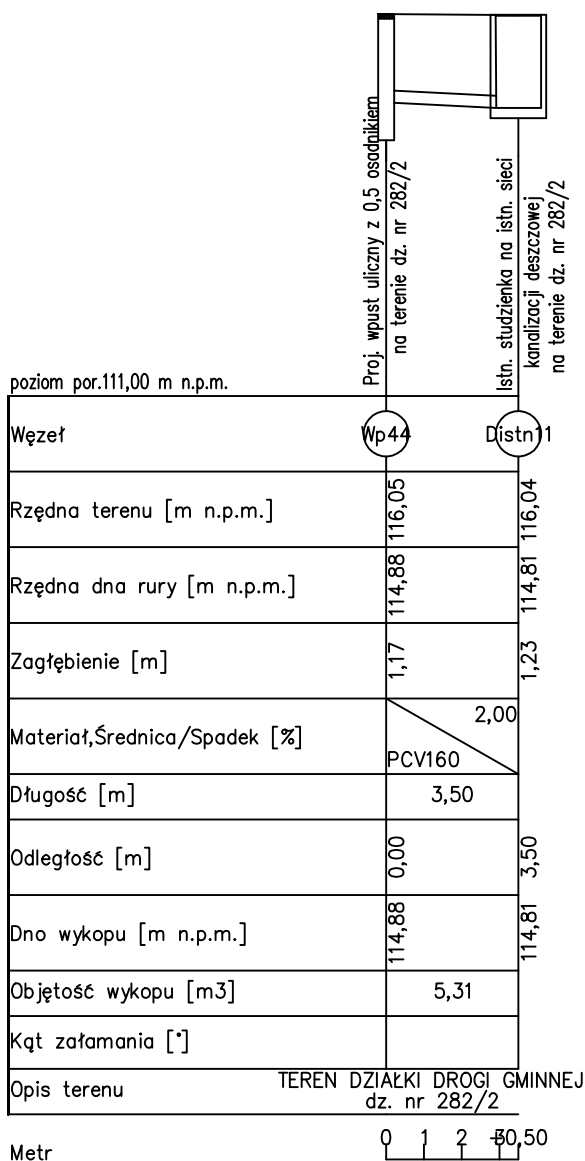 Proj. wpust uliczny z 0,5 osadnikiem
na terenie dz. nr 282/2
Istn. studzienka na istn. sieci
kanalizacji deszczowej
na terenie dz. nr 282/2
poziom por.111,00 m n.p.m.
Węzeł Wp44 Distn11
Rzędna terenu [m n.p.m.] 116,05 116,04
Rzędna dna rury [m n.p.m.] 114,88 114,81
Zagłębienie [m] 1,17 1,23
Materiał,Średnica/Spadek [%] PCV160 2,00
Długość [m] 3,50
Odległość [m] 0,00 3,50
Dno wykopu [m n.p.m.] 114,88 114,81
Objętość wykopu [m3] 5,31
Kąt załamania [°]
Opis terenu TEREN DZIAŁKI DROGI GMINNEJ
dz. nr 282/2
Metr 0 1 2